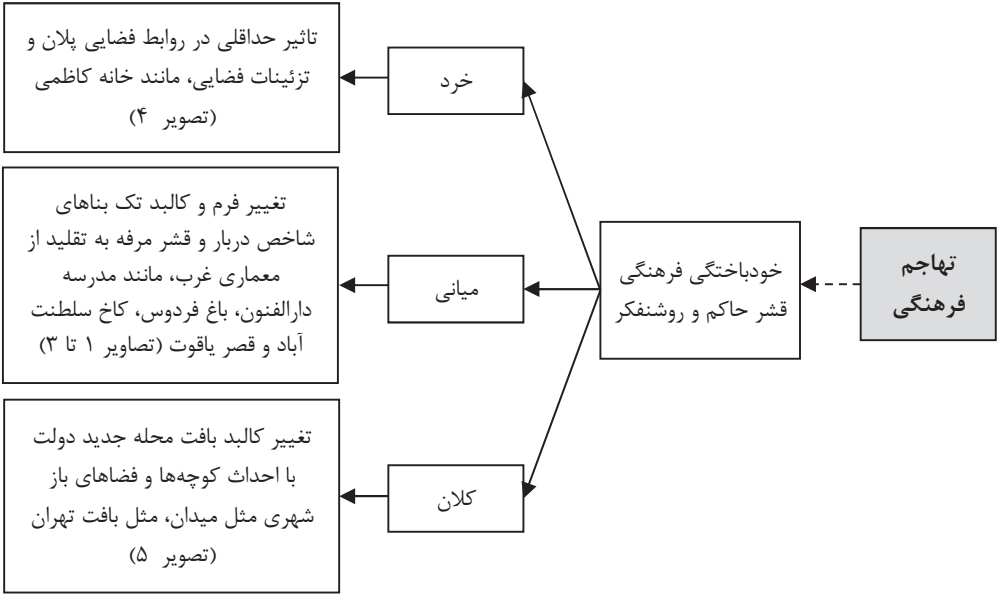 تهاجم
فرهنگی
خودباختگی فرهنگی
قشر حاکم و روشنفکر
خرد
تاثیر حداقلی در روابط فضایی پلان و
تزئینات فضایی، مانند خانه کاظمی
(تصویر ۴)
میانی
تغییر فرم و کالبد تک بناهای
شاخص دربار و قشر مرفه به تقلید از
معماری غرب، مانند مدرسه
دارالفنون، باغ فردوس، کاخ سلطنت
آباد و قصر یاقوت (تصاویر ۱ تا ۳)
کلان
تغییر کالبد بافت محله جدید دولت
با احداث کوچه‌ها و فضاهای باز
شهری مثل میدان، مثل بافت تهران
(تصویر ۵)